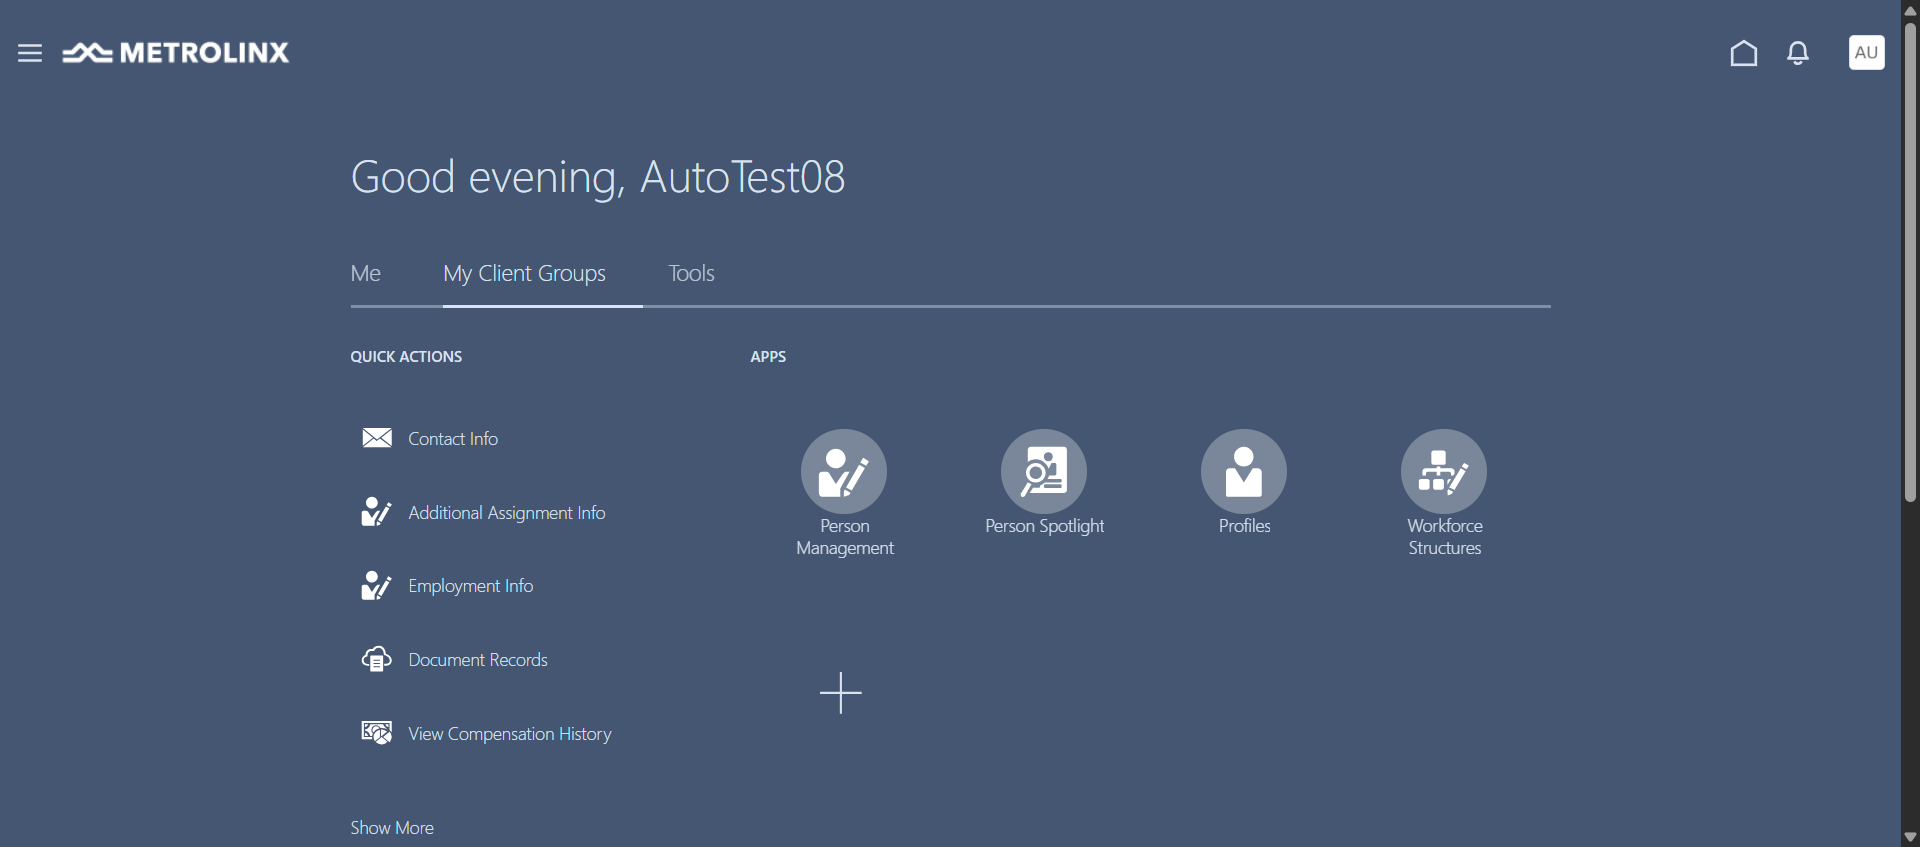 METROLINX
AU
Good evening, AutoTest08
Me
My Client Groups
Tools
QUICK ACTIONS
Contact Info
Additional Assignment Info
Employment Info
Document Records
View Compensation History
Show More
APPS
Person
Management
Person Spotlight
Profiles
Workforce
Structures